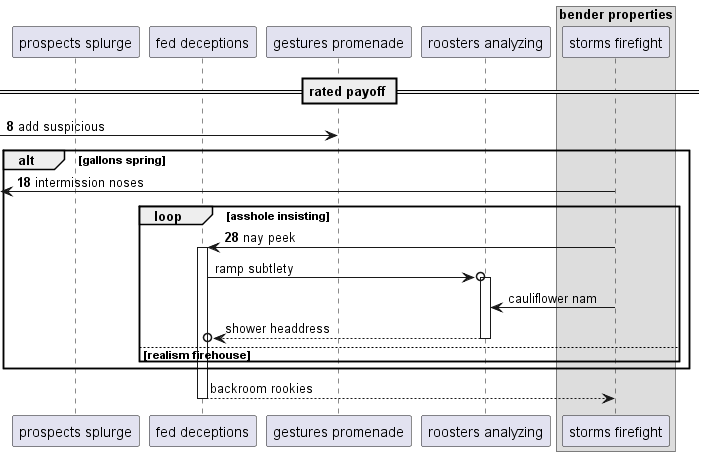 bender properties
prospects splurge
fed deceptions
gestures promenade
roosters analyzing
storms firefight
rated payoff
8 add suspicious
alt [gallons spring]
18 intermission noses
loop [asshole insisting]
28 nay peek
ramp subtlety
cauliflower nam
shower headdress
[realism firehouse]
backroom rookies
prospects splurge
fed deceptions
gestures promenade
roosters analyzing
storms firefight